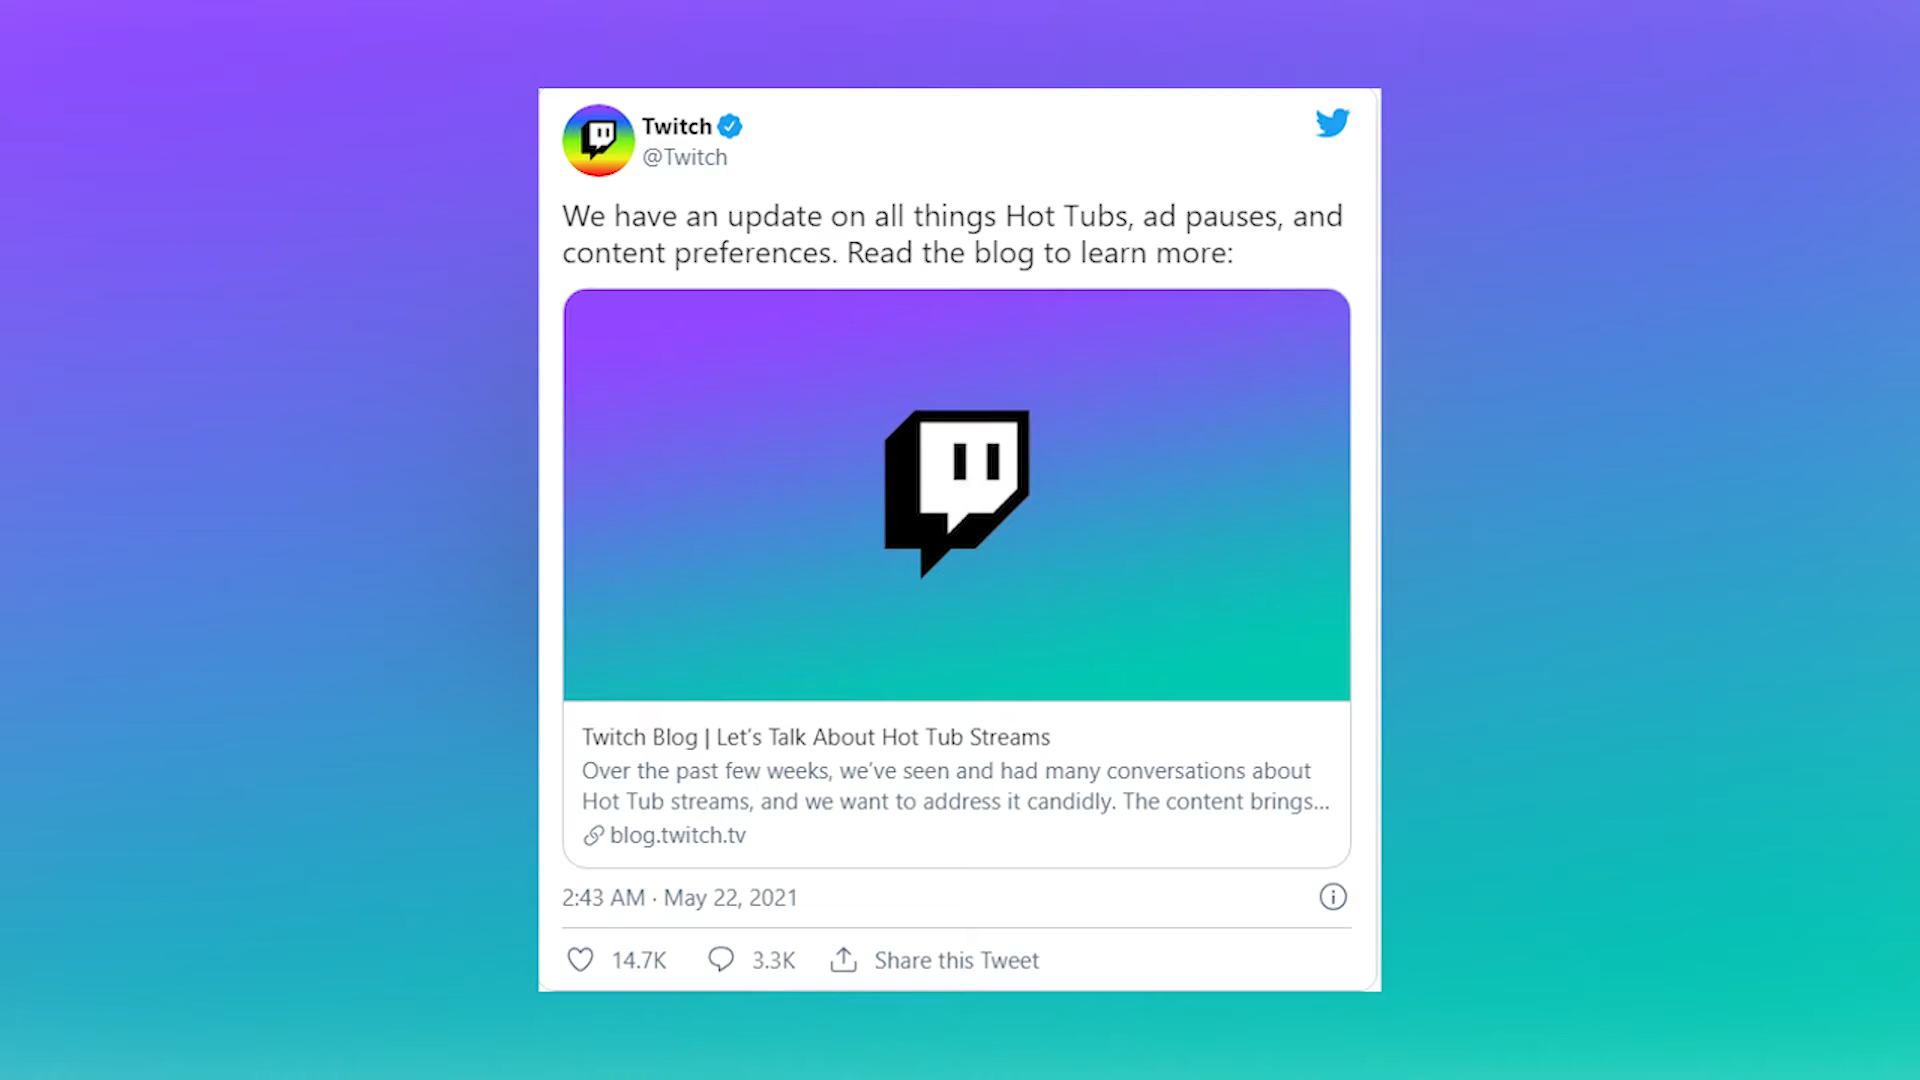 Twitch
@Twitch
We have an update on all things Hot Tubs, ad pauses, and
content preferences. Read the blog to learn more:
Twitch Blog | Let's Talk About Hot Tub Streams
Over the past few weeks, we've seen and had many conversations about
Hot Tub streams, and we want to address it candidly. The content brings...
blog.twitch.tv
2:43 AM · May 22, 2021
14.7K 3.3K Share this Tweet